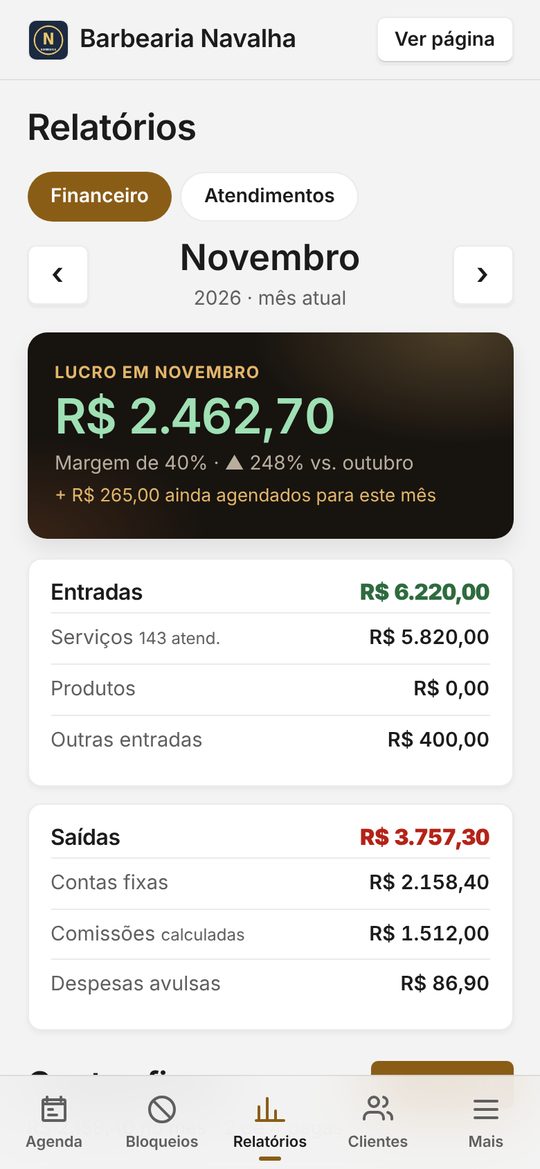 N
Barbearia Navalha
Ver página
Relatórios
Financeiro
Atendimentos
‹
Novembro
›
2026 · mês atual
LUCRO EM NOVEMBRO
R$ 2.462,70
Margem de 40% · ▲ 248% vs. outubro
+ R$ 265,00 ainda agendados para este mês
Entradas R$ 6.220,00
Serviços 143 atend. R$ 5.820,00
Produtos R$ 0,00
Outras entradas R$ 400,00
Saídas R$ 3.757,30
Contas fixas R$ 2.158,40
Comissões calculadas R$ 1.512,00
Despesas avulsas R$ 86,90
Agenda
Bloqueios
Relatórios
Clientes
Mais